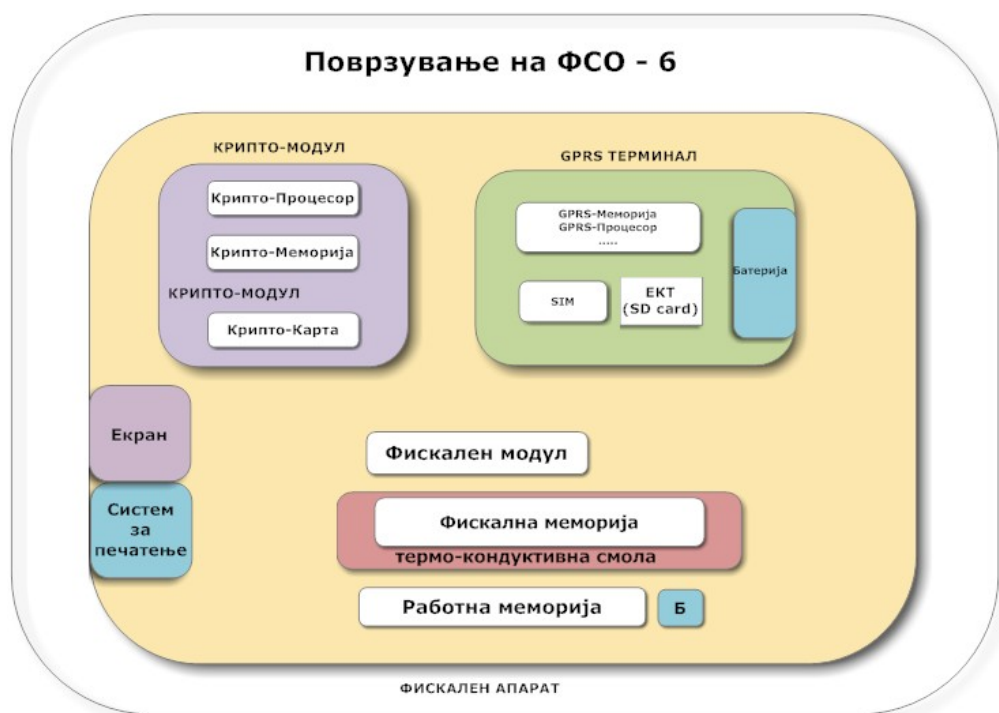 Поврзување на ФСО - 6
КРИПТО-МОДУЛ
Крипто-Процесор
Крипто-Меморија
КРИПТО-МОДУЛ
Крипто-Карта
GPRS ТЕРМИНАЛ
GPRS-Меморија
GPRS-Процесор
.....
Батерија
SIM
ЕКТ
(SD card)
Екран
Систем
за
печатење
Фискален модул
Фискална меморија
термо-кондуктивна смола
Работна меморија
Б
ФИСКАЛЕН АПАРАТ